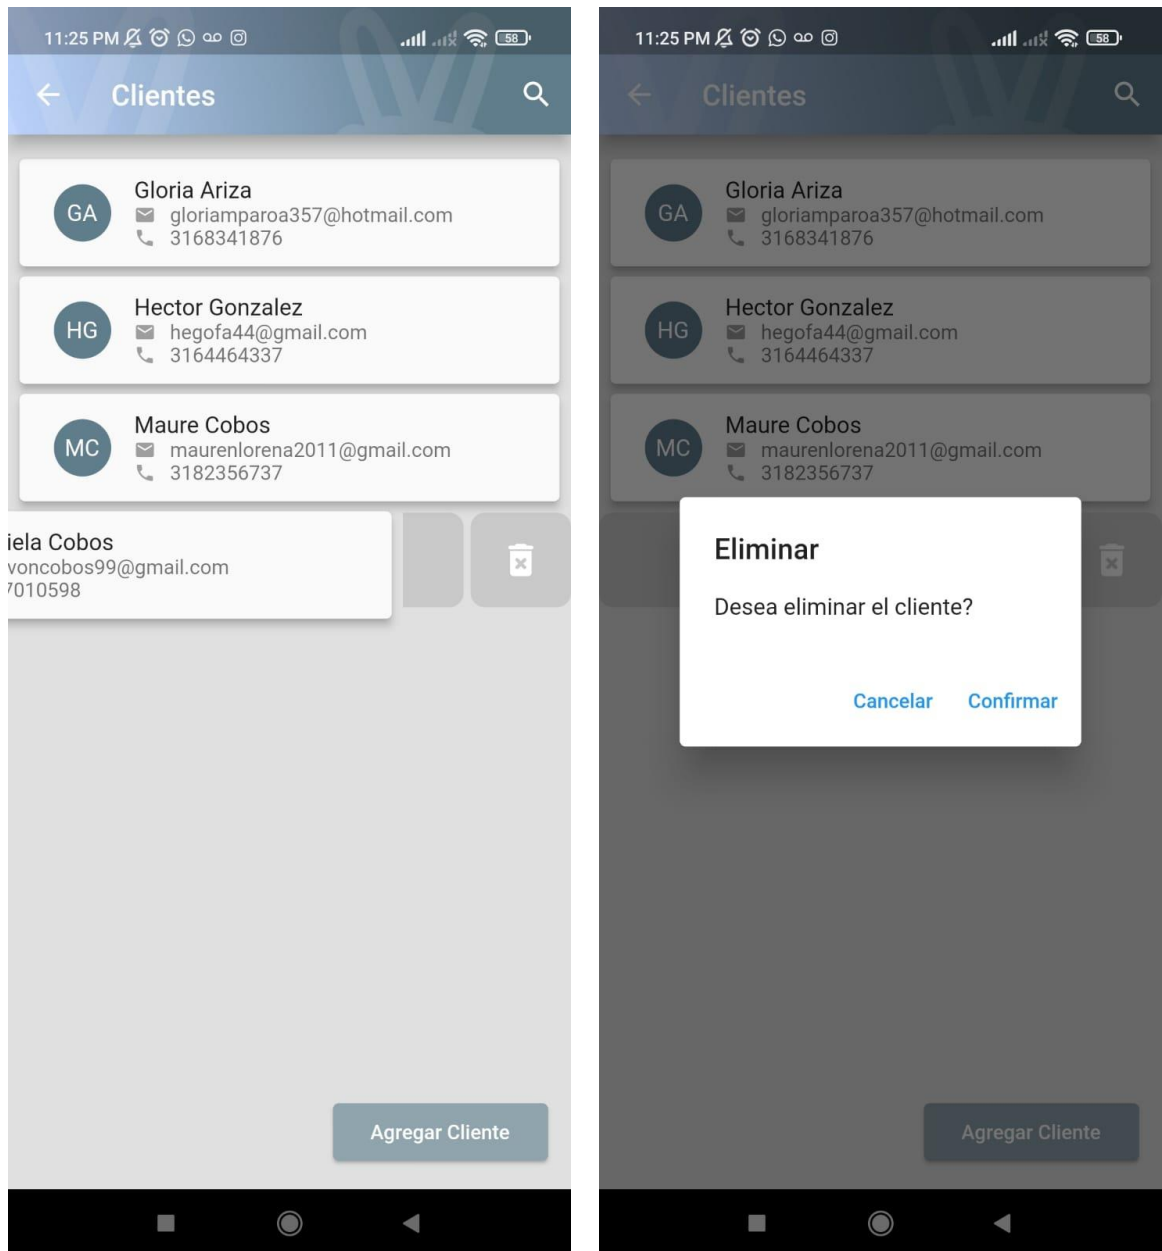 11:25 PM
58
Clientes
GA
Gloria Ariza
gloriamparoa357@hotmail.com
3168341876
HG
Hector Gonzalez
hegofa44@gmail.com
3164464337
MC
Maure Cobos
maurenlorena2011@gmail.com
3182356737
iela Cobos
voncobos99@gmail.com
7010598
Agregar Cliente
11:25 PM
58
Clientes
GA
Gloria Ariza
gloriamparoa357@hotmail.com
3168341876
HG
Hector Gonzalez
hegofa44@gmail.com
3164464337
MC
Maure Cobos
maurenlorena2011@gmail.com
3182356737
Eliminar
Desea eliminar el cliente?
Cancelar Confirmar
Agregar Cliente